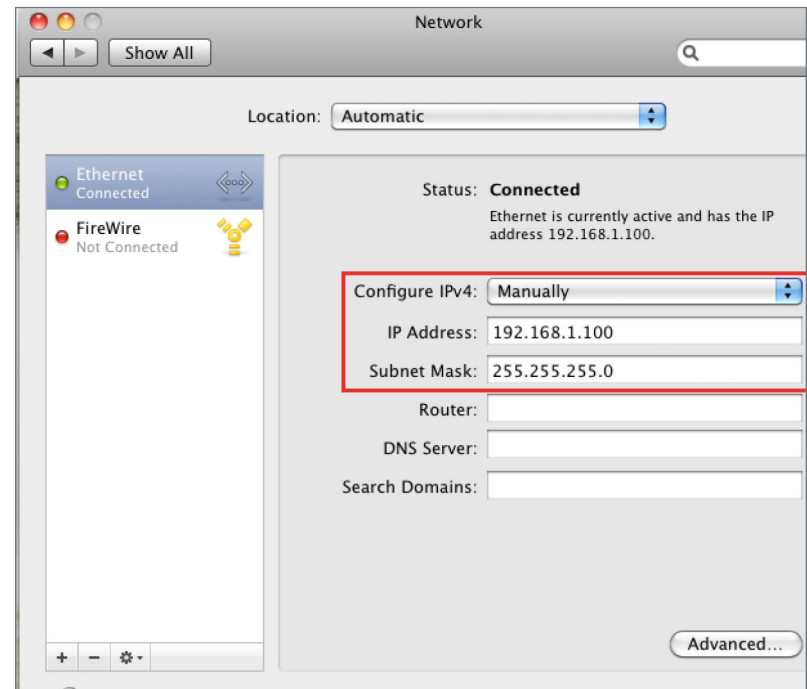 Network
Show All
Location: Automatic
Ethernet
Connected
FireWire
Not Connected
Status: Connected
Ethernet is currently active and has the IP
address 192.168.1.100.
Configure IPv4: Manually
IP Address: 192.168.1.100
Subnet Mask: 255.255.255.0
Router:
DNS Server:
Search Domains:
Advanced...